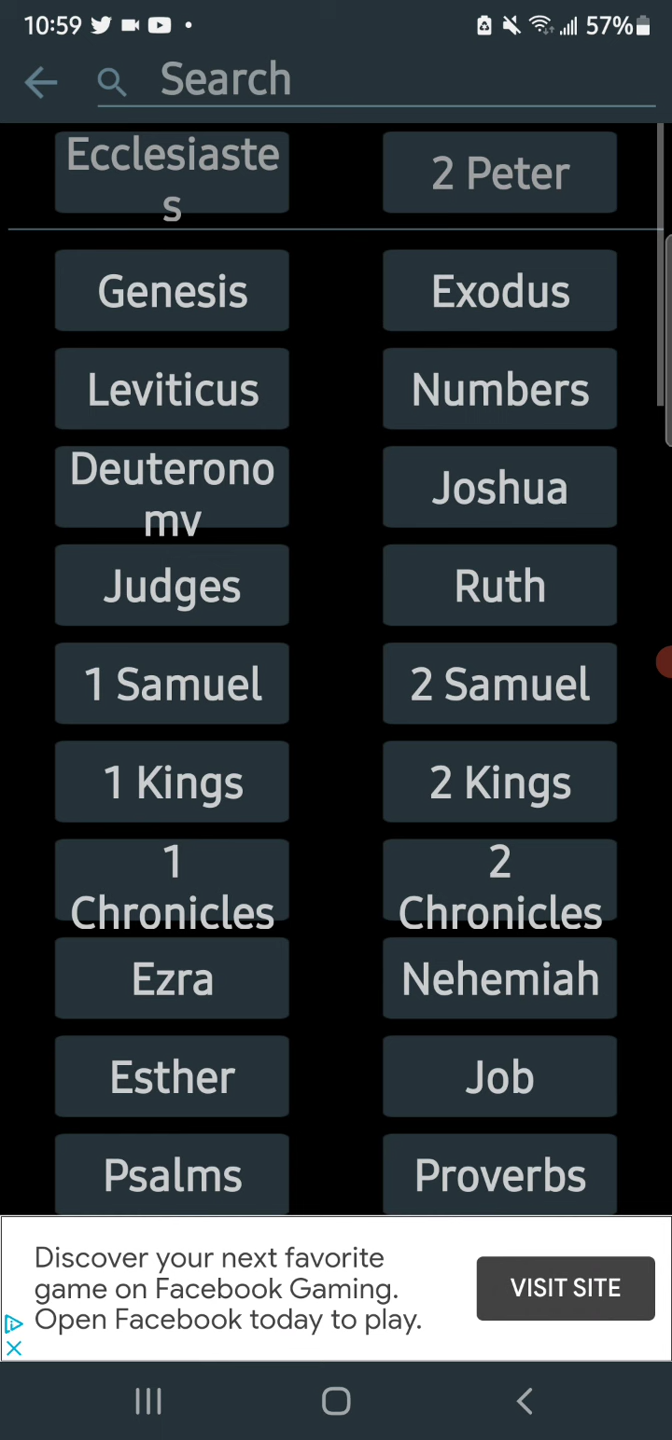 10:59 57%
Search
Ecclesiaste
s
2 Peter
Genesis
Exodus
Leviticus
Numbers
Deuterono
my
Joshua
Judges
Ruth
1 Samuel
2 Samuel
1 Kings
2 Kings
1
Chronicles
2
Chronicles
Ezra
Nehemiah
Esther
Job
Psalms
Proverbs
Discover your next favorite
game on Facebook Gaming.
Open Facebook today to play.
VISIT SITE